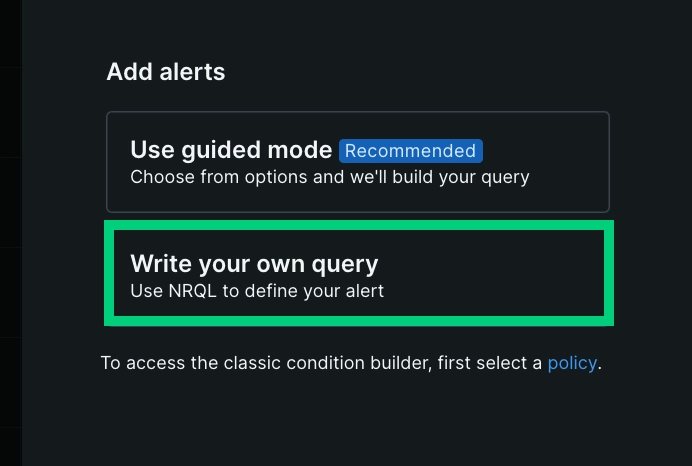 Add alerts
Use guided mode Recommended
Choose from options and we'll build your query
Write your own query
Use NRQL to define your alert
To access the classic condition builder, first select a policy.